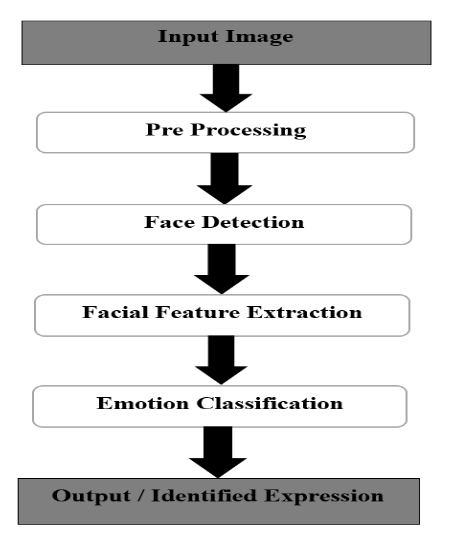 Input Image
Pre Processing
Face Detection
Facial Feature Extraction
Emotion Classification
Output / Identified Expression